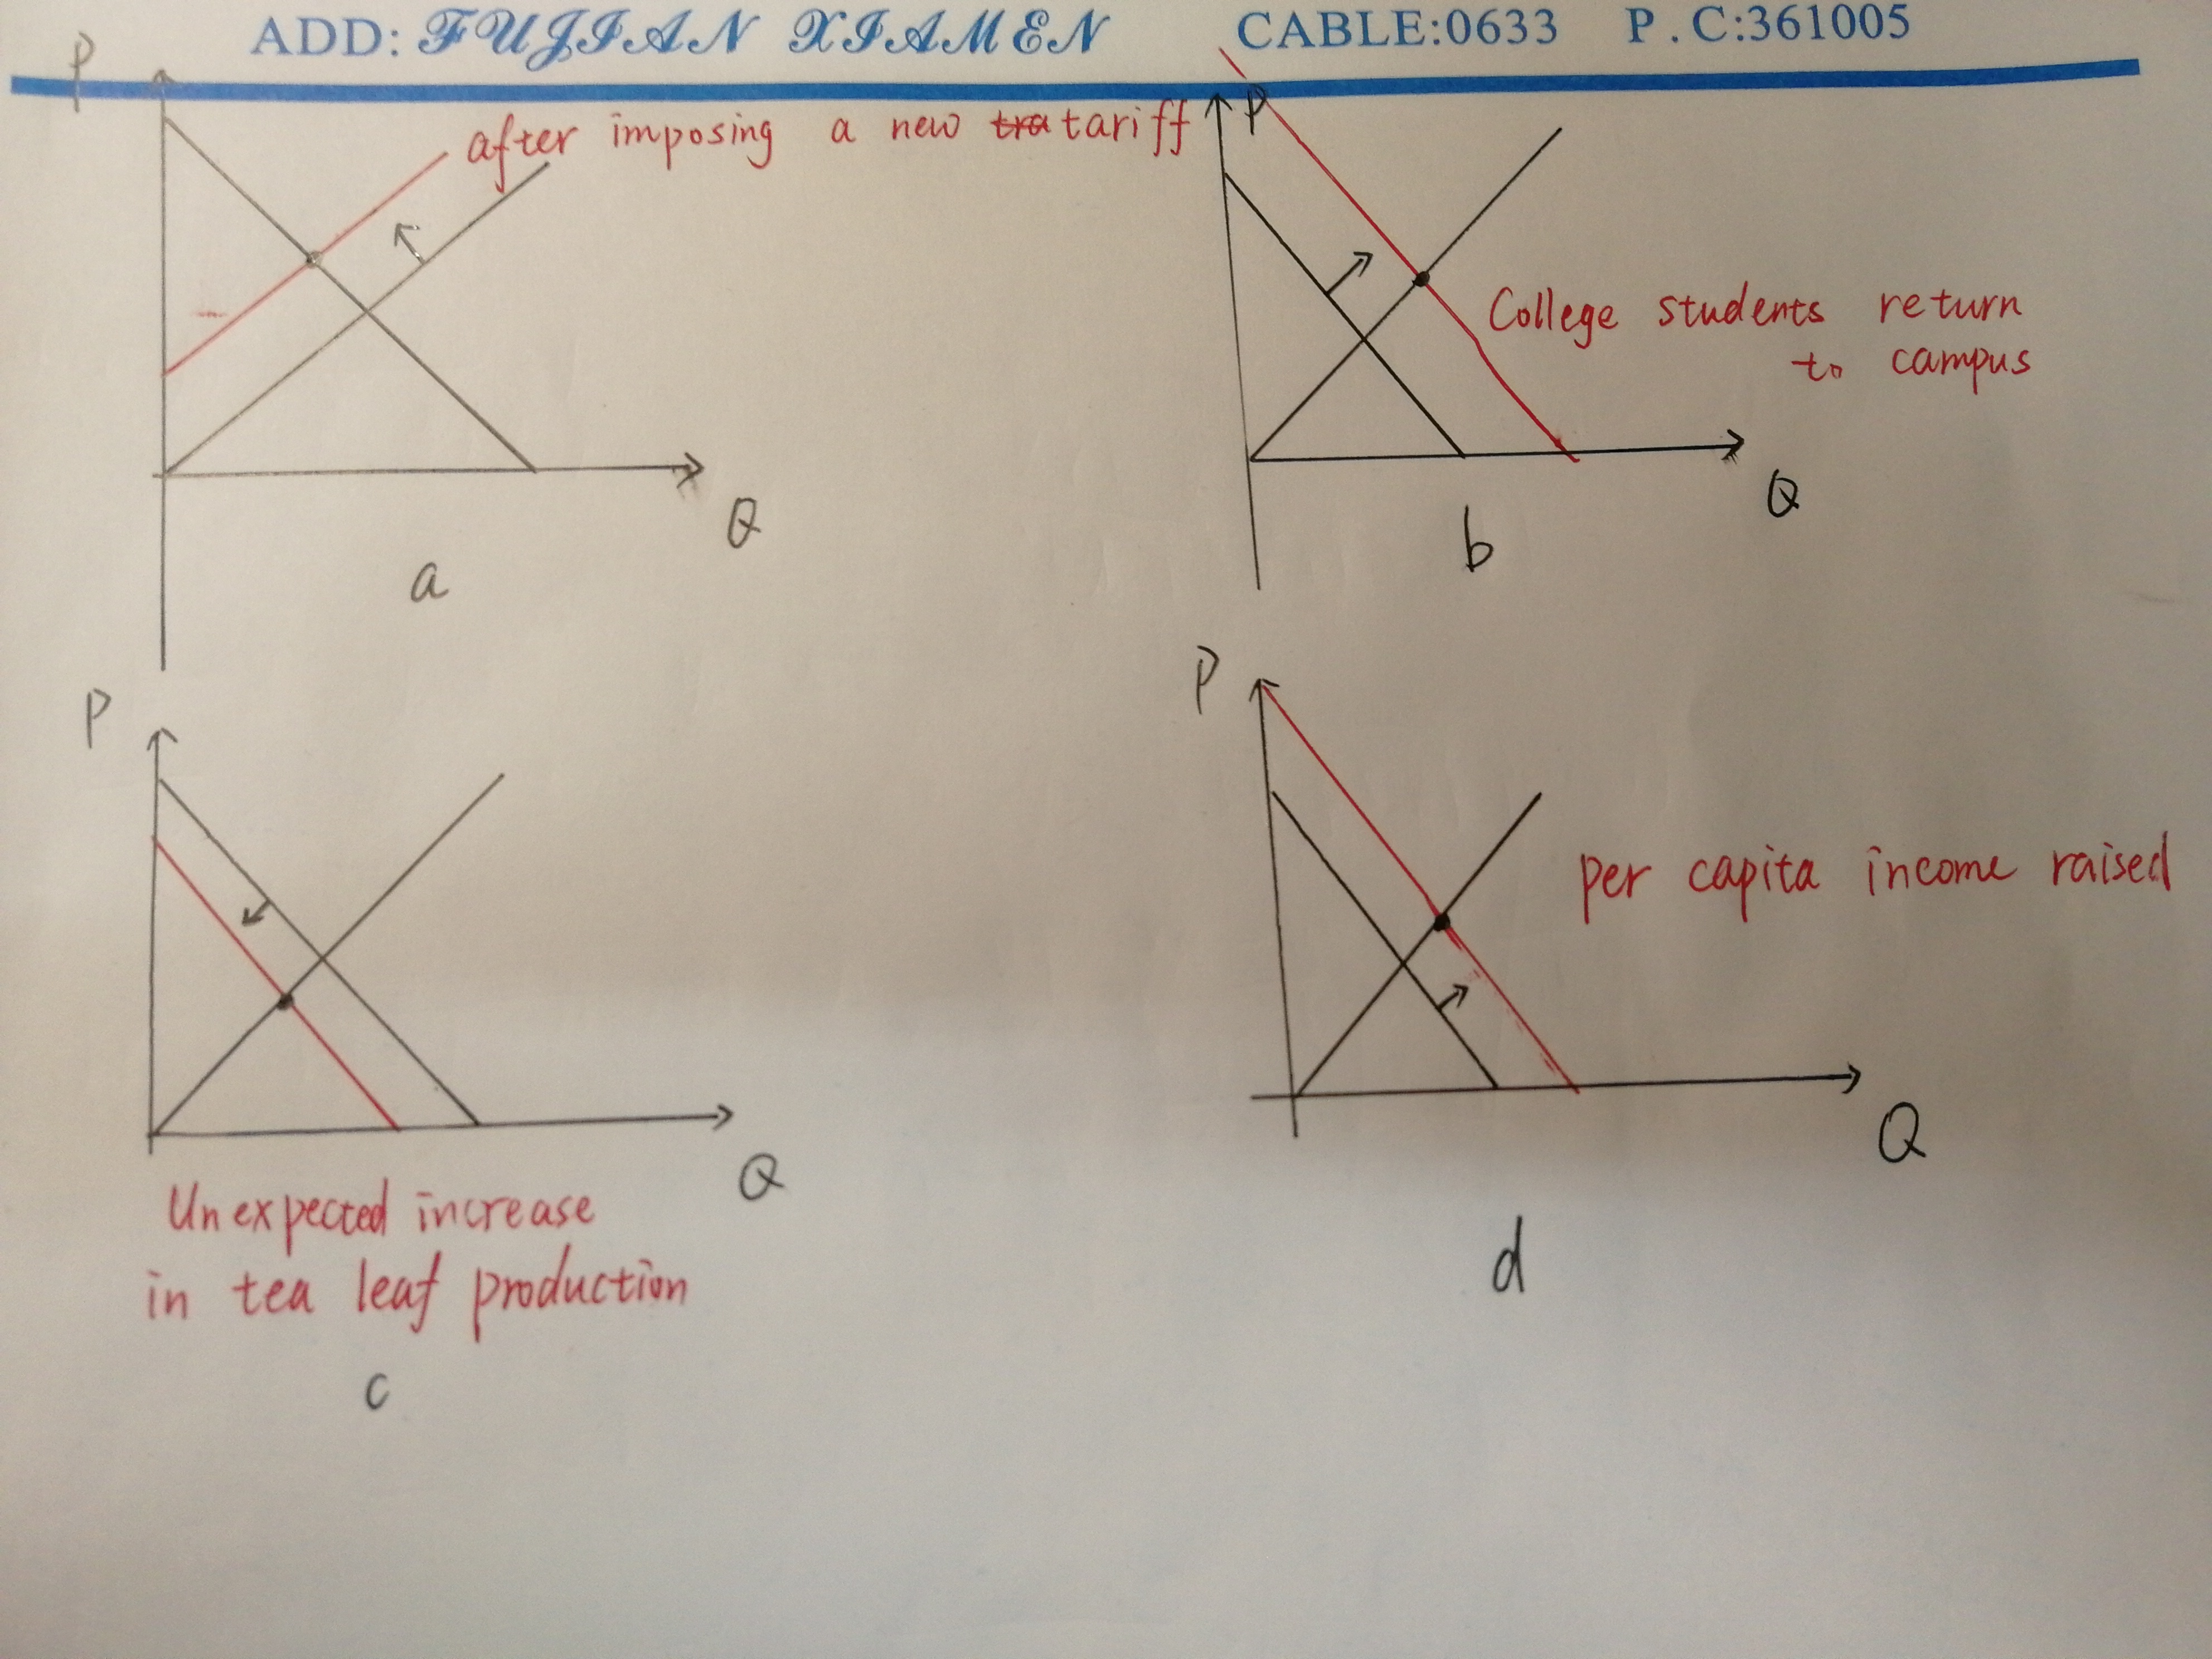 ADD: FUJIAN XIAMEN CABLE:0633 P.C:361005
P
after imposing a new tra tariff
Q
a
P
College students return
to campus
Q
b
P
Q
Unexpected increase
in tea leaf production
c
P
per capita income raised
Q
d